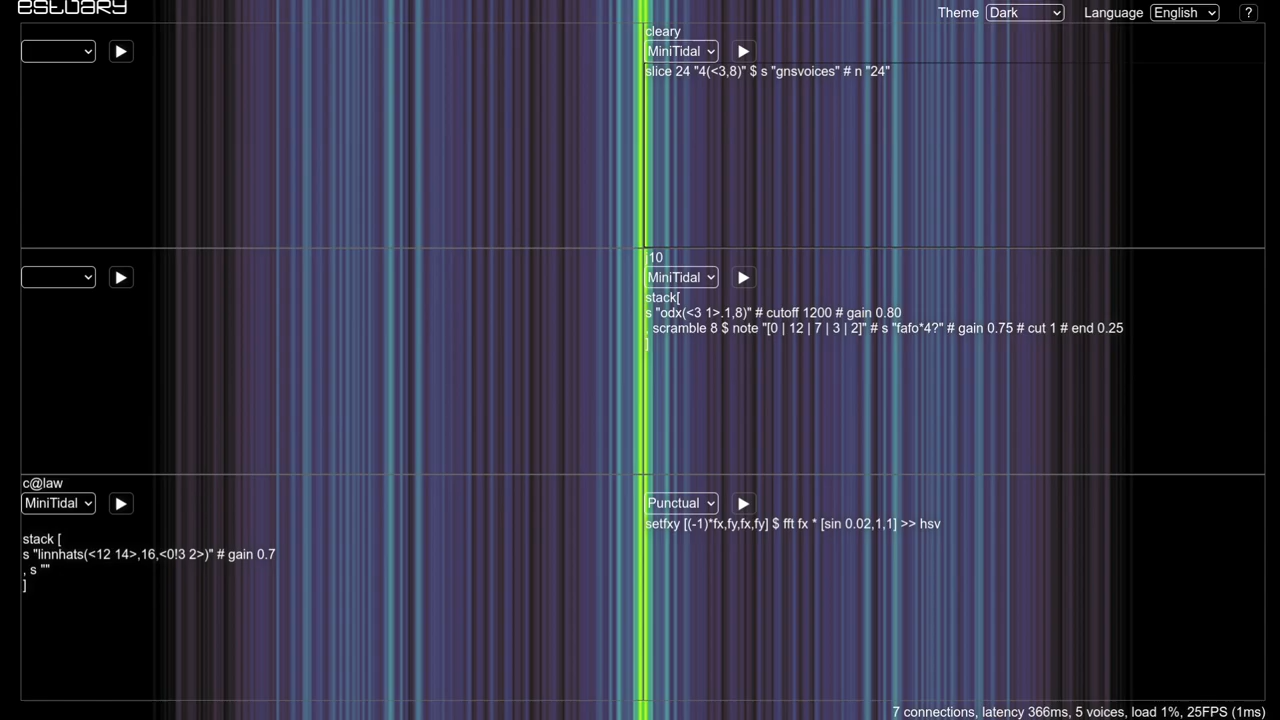 estuary
Theme Dark Language English ?
cleary
MiniTidal
slice 24 "4(<3,8)" $ s "gnsvoices" # n "24"
j10
MiniTidal
stack[
s "odx(<3 1>.1,8)" # cutoff 1200 # gain 0.80
, scramble 8 $ note "[0 | 12 | 7 | 3 | 2]" # s "fafo*4?" # gain 0.75 # cut 1 # end 0.25
]
c@law
MiniTidal
stack [
s "linnhats(<12 14>,16,<0!3 2>)" # gain 0.7
, s ""
]
Punctual
setfxy [(-1)*fx,fy,fx,fy] $ fft fx * [sin 0.02,1,1] >> hsv
7 connections, latency 366ms, 5 voices, load 1%, 25FPS (1ms)